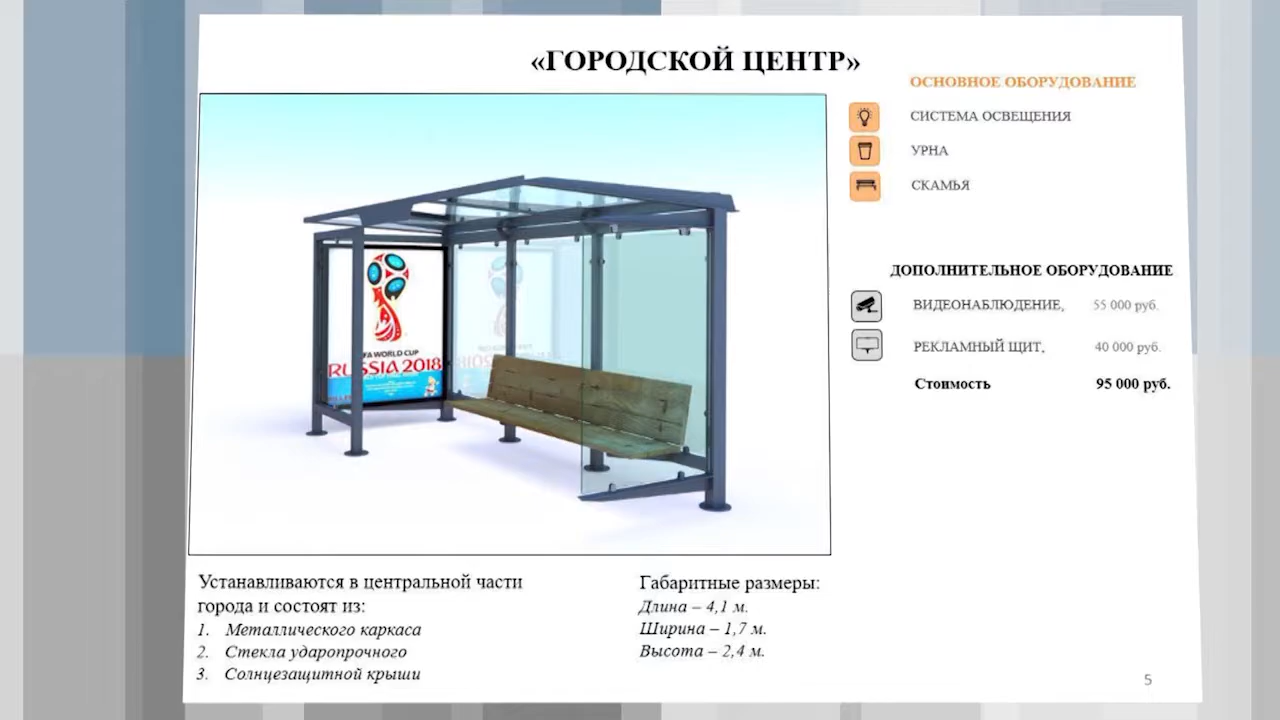 «ГОРОДСКОЙ ЦЕНТР»
ОСНОВНОЕ ОБОРУДОВАНИЕ
СИСТЕМА ОСВЕЩЕНИЯ
УРНА
СКАМЬЯ
ДОПОЛНИТЕЛЬНОЕ ОБОРУДОВАНИЕ
ВИДЕОНАБЛЮДЕНИЕ, 55 000 руб.
РЕКЛАМНЫЙ ЩИТ, 40 000 руб.
Стоимость 95 000 руб.
FIFA WORLD CUP
RUSSIA 2018
Устанавливаются в центральной части
города и состоят из:
1. Металлического каркаса
2. Стекла ударопрочного
3. Солнцезащитной крыши
Габаритные размеры:
Длина – 4,1 м.
Ширина – 1,7 м.
Высота – 2,4 м.
5